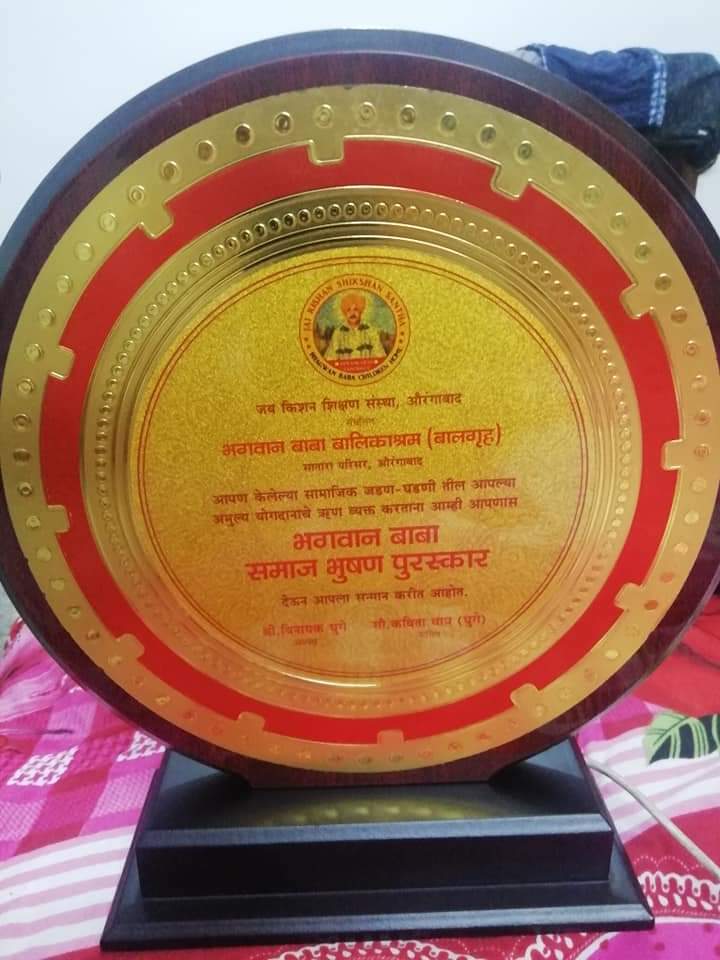 JAI KISHAN SHIKSHAN SANTHA
BHAGWAN BABA CHILDREN HOME
जय किशन शिक्षण संस्था, औरंगाबाद
संचलित
भगवान बाबा बालिकाश्रम (बालगृह)
सातारा परिसर, औरंगाबाद
आपण केलेल्या सामाजिक जडण-घडणी तील आपल्या
अमुल्य योगदानाचे ऋण व्यक्त करताना आम्ही आपणास
भगवान बाबा
समाज भुषण पुरस्कार
देऊन आपला सन्मान करीत आहोत.
श्री.विनायक घुगे सौ.कविता वाघ (घुगे)